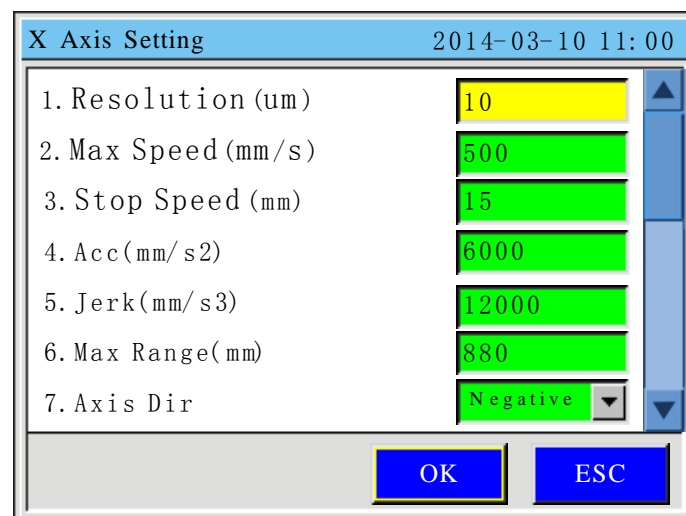 X Axis Setting 2014-03-10 11:00
1.Resolution(um) 10
2.Max Speed(mm/s) 500
3.Stop Speed(mm) 15
4.Acc(mm/s2) 6000
5.Jerk(mm/s3) 12000
6.Max Range(mm) 880
7.Axis Dir Negative
OK ESC